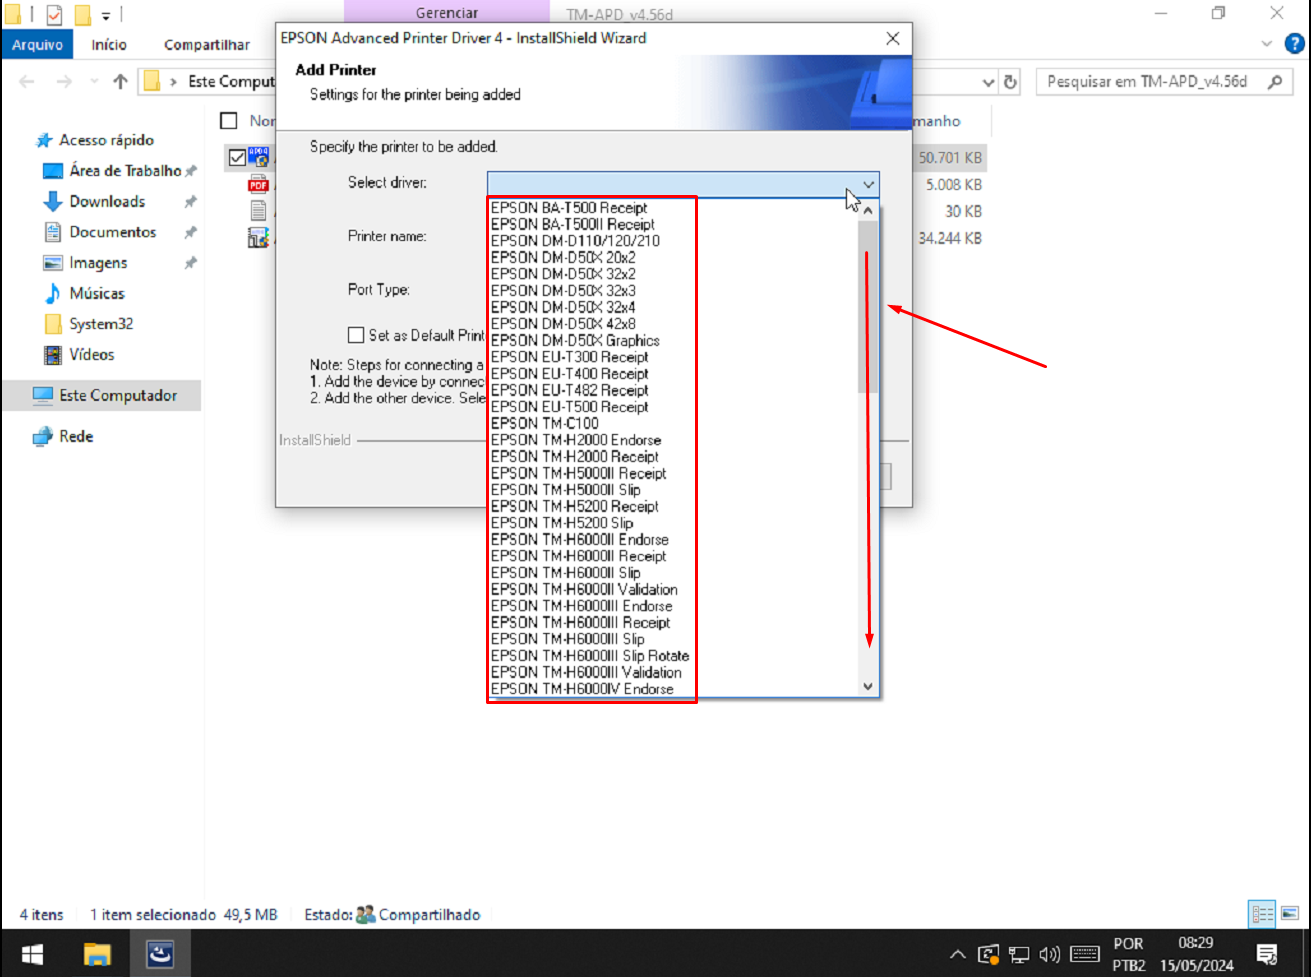 Gerenciar
TM-APD_v4.56d
Arquivo
Início
Compartilhar
EPSON Advanced Printer Driver 4 - InstallShield Wizard
?
Este Comput
Pesquisar em TM-APD_v4.56d
Add Printer
Settings for the printer being added
Nor
manho
Acesso rápido
Área de Trabalho
Downloads
Documentos
Imagens
Músicas
System32
Vídeos
Este Computador
Rede
PDF
50.701 KB
5.008 KB
30 KB
34.244 KB
Specify the printer to be added.
Select driver:
Printer name:
Port Type:
Set as Default Print
Note: Steps for connecting a
1. Add the device by connec
2. Add the other device. Sele
InstallShield
EPSON BA-T500 Receipt
EPSON BA-T500II Receipt
EPSON DM-D110/120/210
EPSON DM-D50X 20x2
EPSON DM-D50X 32x2
EPSON DM-D50X 32x3
EPSON DM-D50X 32x4
EPSON DM-D50X 42x8
EPSON DM-D50X Graphics
EPSON EU-T300 Receipt
EPSON EU-T400 Receipt
EPSON EU-T482 Receipt
EPSON EU-T500 Receipt
EPSON TM-C100
EPSON TM-H2000 Endorse
EPSON TM-H2000 Receipt
EPSON TM-H5000II Receipt
EPSON TM-H5000II Slip
EPSON TM-H5200 Receipt
EPSON TM-H5200 Slip
EPSON TM-H6000II Endorse
EPSON TM-H6000II Receipt
EPSON TM-H6000II Slip
EPSON TM-H6000II Validation
EPSON TM-H6000III Endorse
EPSON TM-H6000III Receipt
EPSON TM-H6000III Slip
EPSON TM-H6000III Slip Rotate
EPSON TM-H6000III Validation
EPSON TM-H6000IV Endorse
4 itens
1 item selecionado 49,5 MB
Estado: Compartilhado
POR
PTB2
08:29
15/05/2024